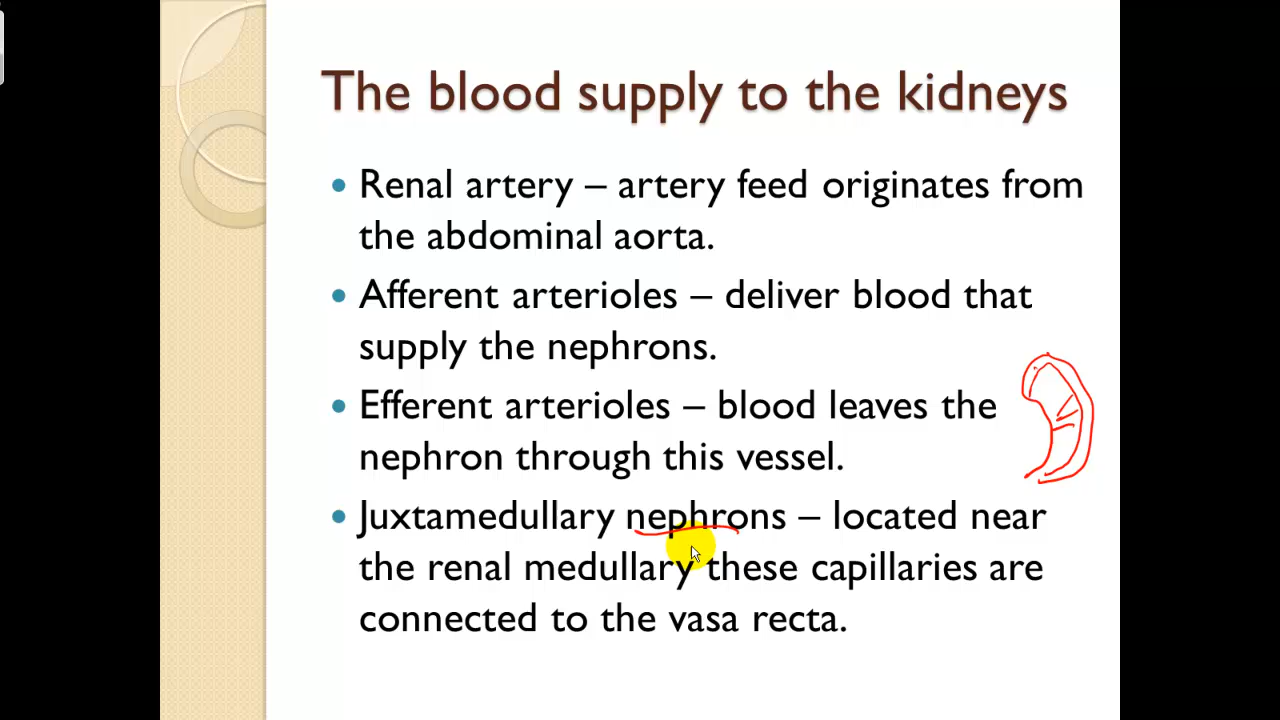 The blood supply to the kidneys
• Renal artery – artery feed originates from
the abdominal aorta.
• Afferent arterioles – deliver blood that
supply the nephrons.
• Efferent arterioles – blood leaves the
nephron through this vessel.
• Juxtamedullary nephrons – located near
the renal medullary these capillaries are
connected to the vasa recta.